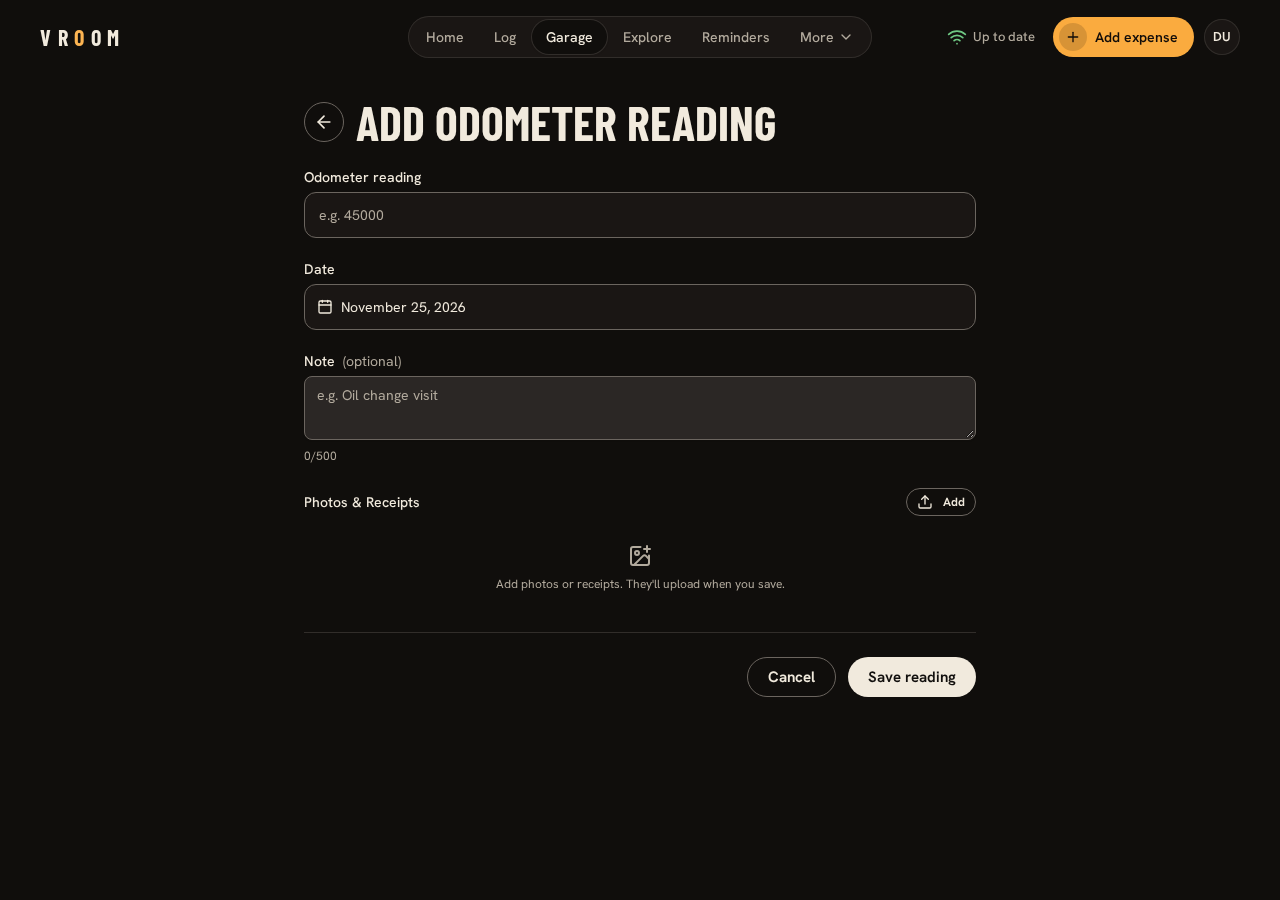 VROOM
Home
Log
Garage
Explore
Reminders
More
Up to date
Add expense
DU
ADD ODOMETER READING
Odometer reading
e.g. 45000
Date
November 25, 2026
Note (optional)
e.g. Oil change visit
0/500
Photos & Receipts
Add
Add photos or receipts. They'll upload when you save.
Cancel
Save reading